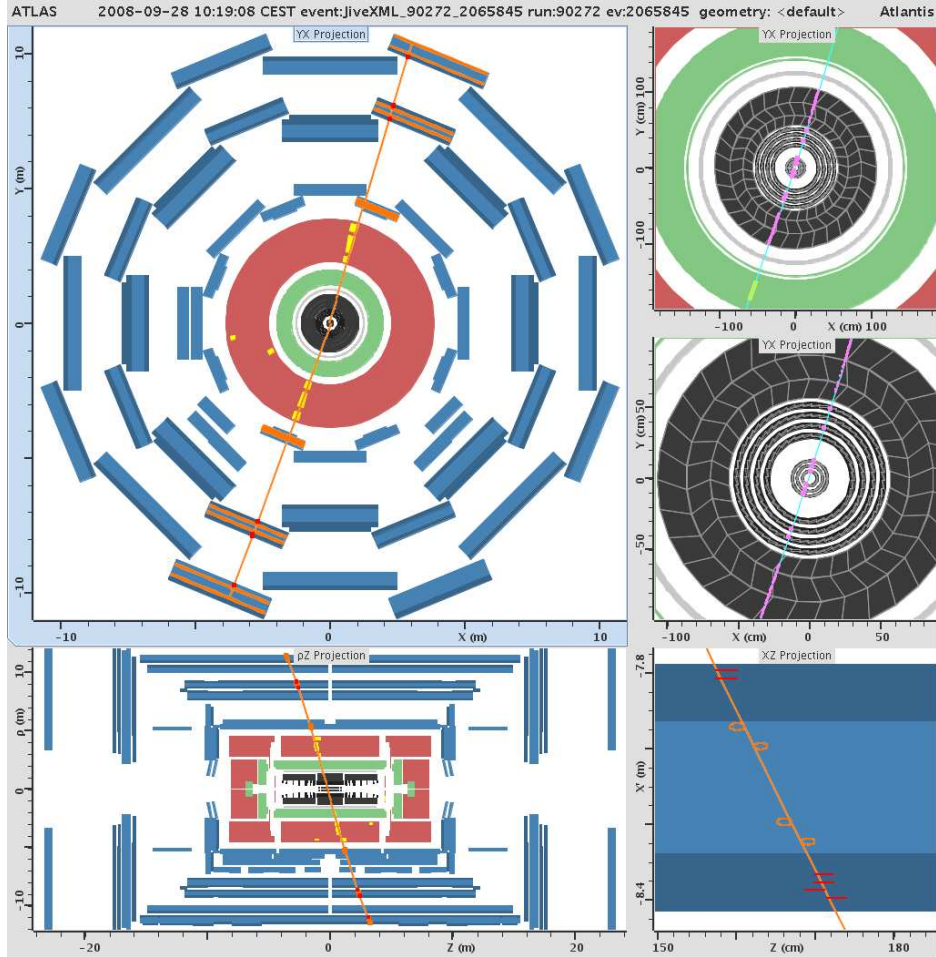 ATLAS 2008-09-28 10:19:08 CEST event:JiveXML_90272_2065845 run:90272 ev:2065845 geometry: <default> Atlantis
YX Projection
10
Y (m)
0
-10
-10 0 X (m) 10
YX Projection
Y (cm) 100
0
-100
-100 0 X (cm) 100
YX Projection
Y (cm) 50
0
-50
-100 X (cm) 0 50
ρZ Projection
10
ρ (m)
0
-10
-20 0 Z (m) 20
XZ Projection
-7.8
X' (m)
-8.4
150 Z (cm) 180